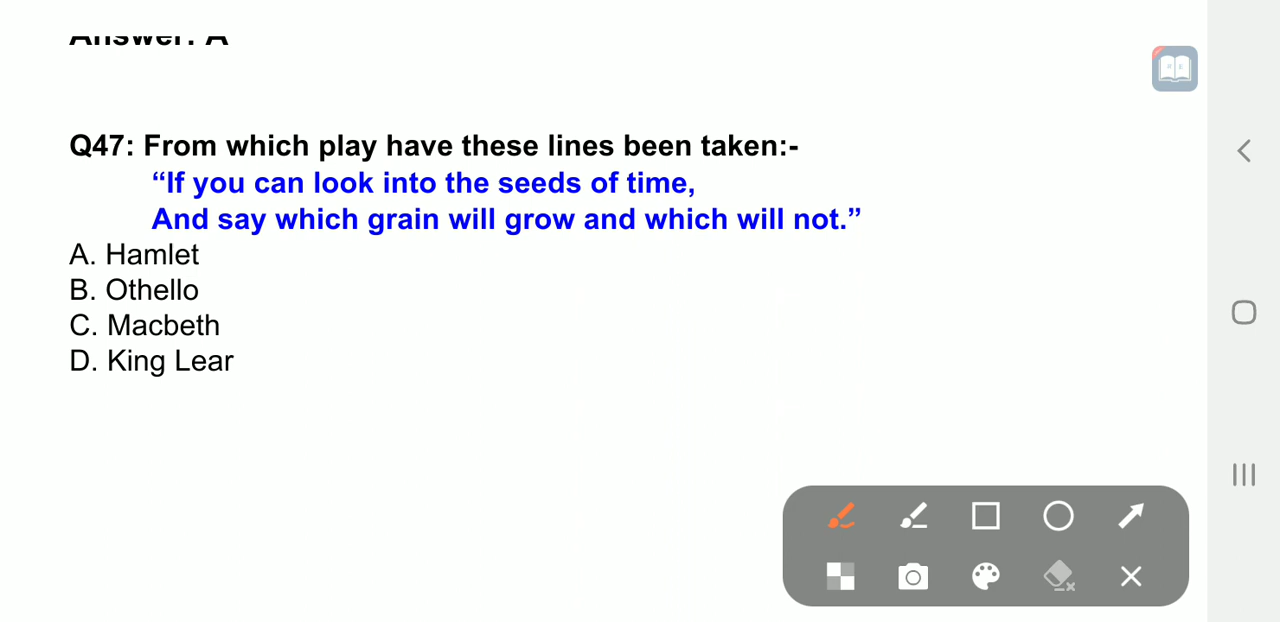 Answer: A
Q47: From which play have these lines been taken:-
“If you can look into the seeds of time,
And say which grain will grow and which will not.”
A. Hamlet
B. Othello
C. Macbeth
D. King Lear